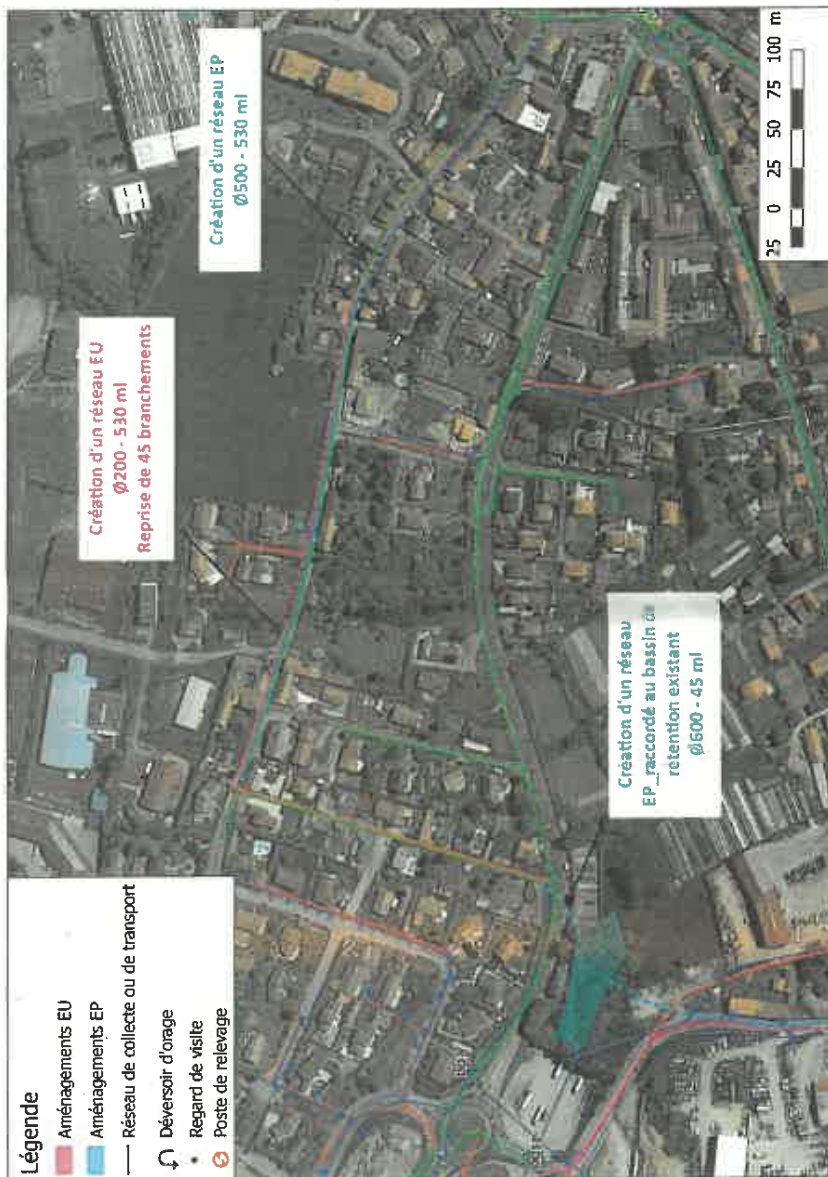 Légende
Aménagements EU
Aménagements EP
Réseau de collecte ou de transport
Déversoir d'orage
Regard de visite
Poste de relevage
Création d'un réseau EU
Ø200 - 530 ml
Reprise de 45 branchements
Création d'un réseau EP
Ø500 - 530 ml
Création d'un réseau
EP_raccordé au bassin de
rétention existant
Ø600 - 45 ml
25 0 25 50 75 100 m